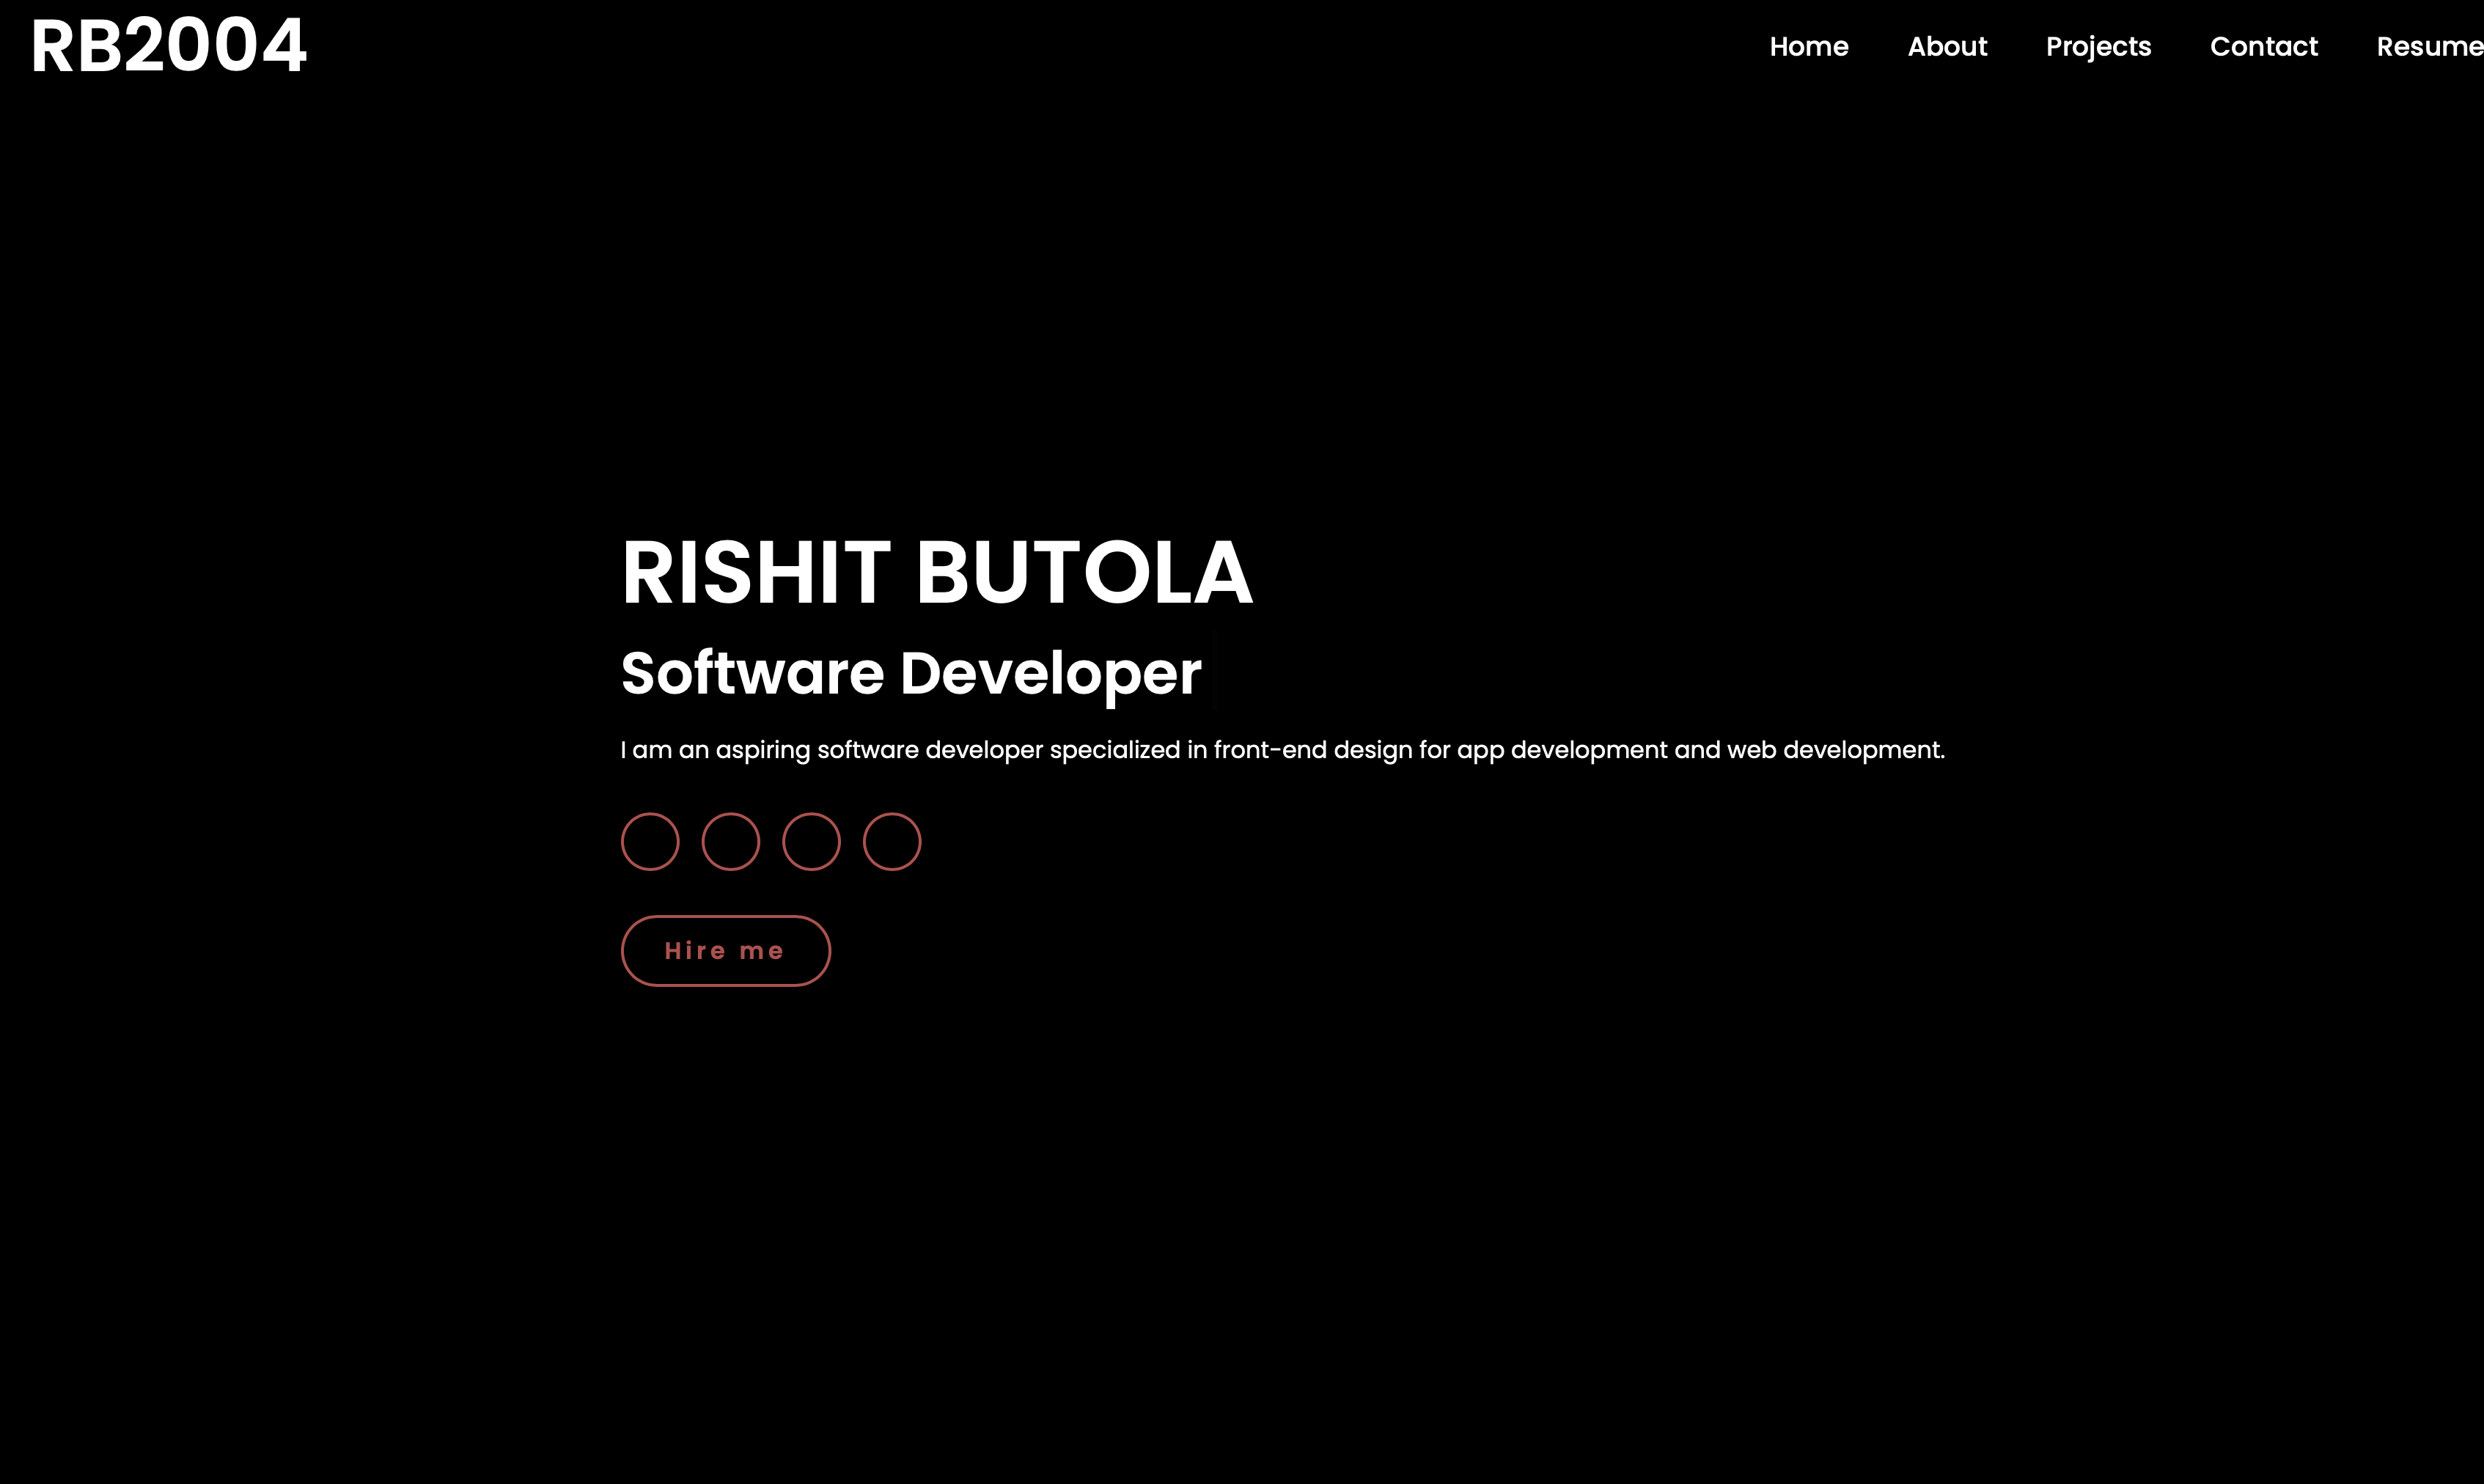 RB2004
Home About Projects Contact Resume
RISHIT BUTOLA
Software Developer
I am an aspiring software developer specialized in front-end design for app development and web development.
Hire me